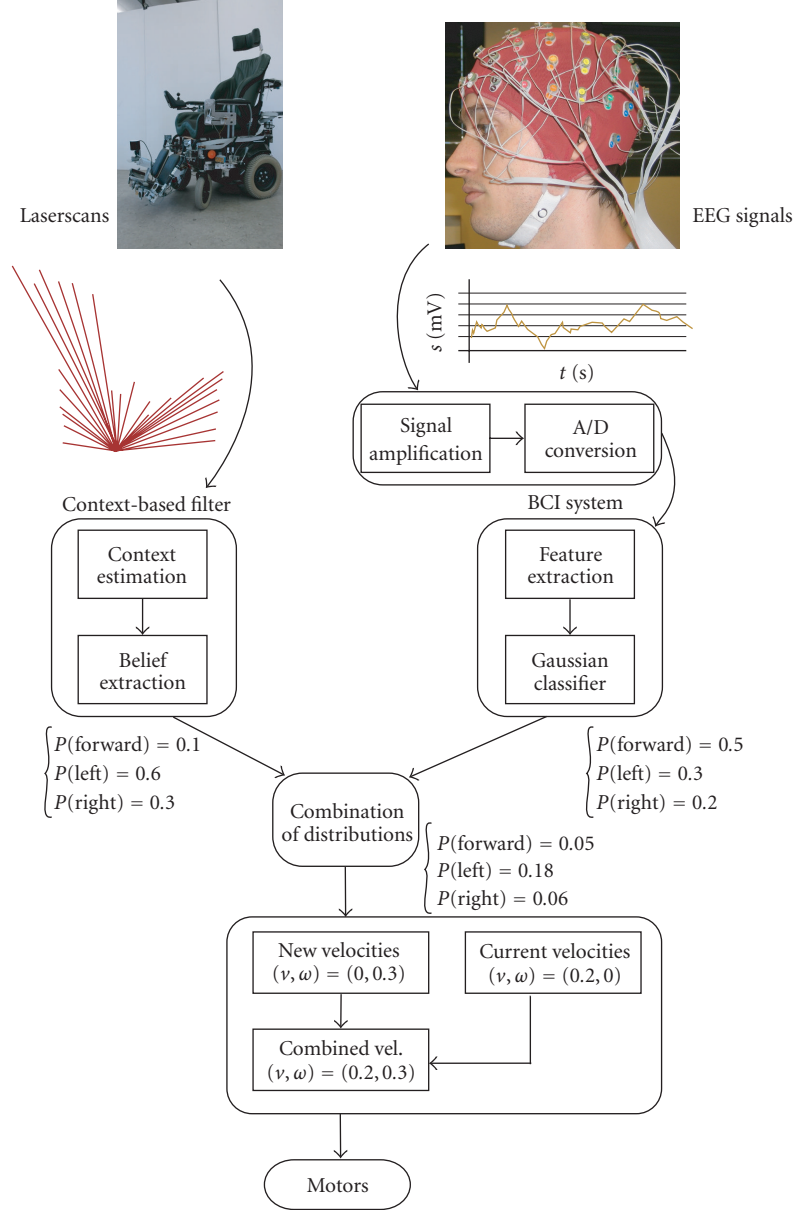 Laserscans
EEG signals
s (mV)
t (s)
Signal
amplification
A/D
conversion
Context-based filter
BCI system
Context
estimation
Feature
extraction
Belief
extraction
Gaussian
classifier
P(forward) = 0.1
P(left) = 0.6
P(right) = 0.3
P(forward) = 0.5
P(left) = 0.3
P(right) = 0.2
Combination
of distributions
P(forward) = 0.05
P(left) = 0.18
P(right) = 0.06
New velocities
(ν, ω) = (0, 0.3)
Current velocities
(ν, ω) = (0.2, 0)
Combined vel.
(ν, ω) = (0.2, 0.3)
Motors